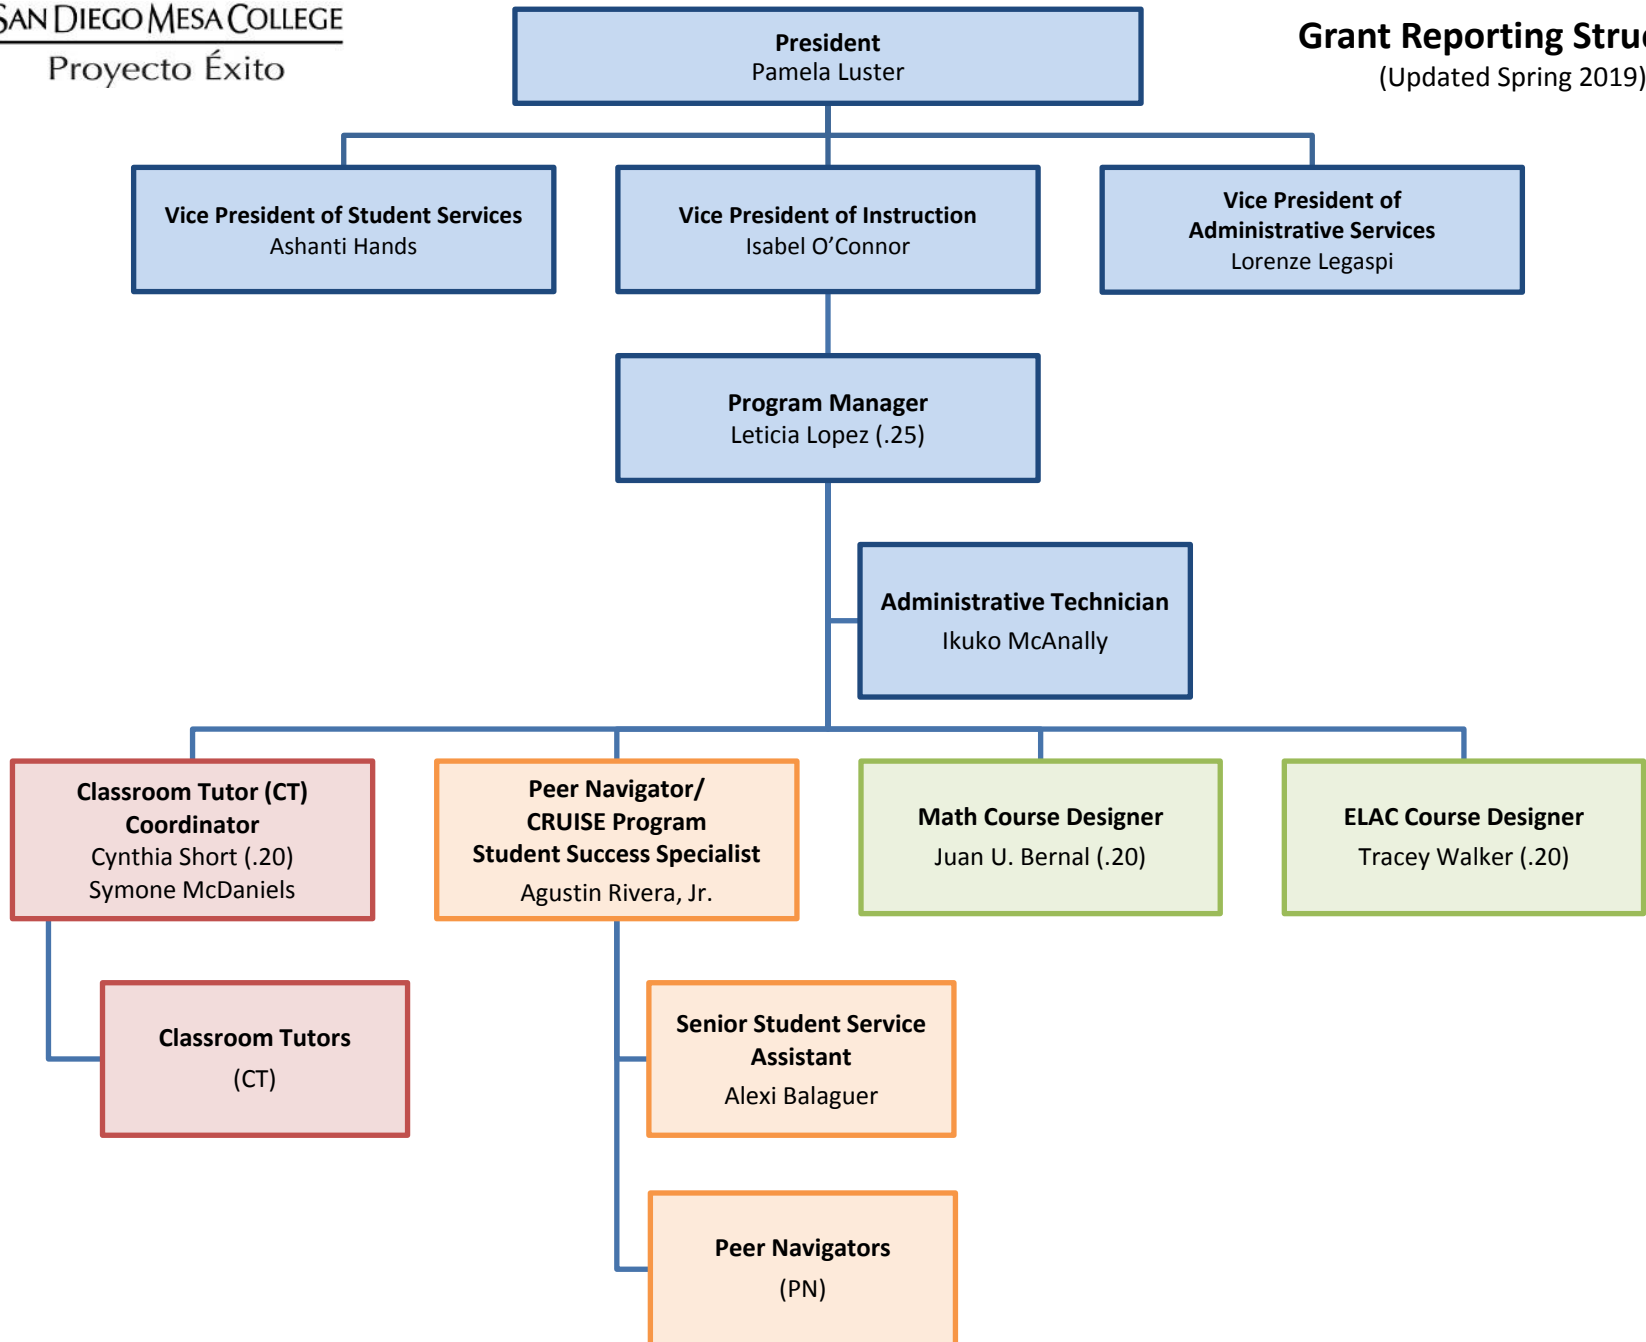 SAN DIEGO MESA COLLEGE
Proyecto Éxito
Grant Reporting
(Updated Spring 2019)
President
Pamela Luster
Vice President of Student Services
Ashanti Hands
Vice President of Instruction
Isabel O’Connor
Vice President of
Administrative Services
Lorenze Legaspi
Program Manager
Leticia Lopez (.25)
Administrative Technician
Ikuko McAnally
Classroom Tutor (CT)
Coordinator
Cynthia Short (.20)
Symone McDaniels
Peer Navigator/
CRUISE Program
Student Success Specialist
Agustin Rivera, Jr.
Math Course Designer
Juan U. Bernal (.20)
ELAC Course Designer
Tracey Walker (.20)
Classroom Tutors
(CT)
Senior Student Service
Assistant
Alexi Balaguer
Peer Navigators
(PN)